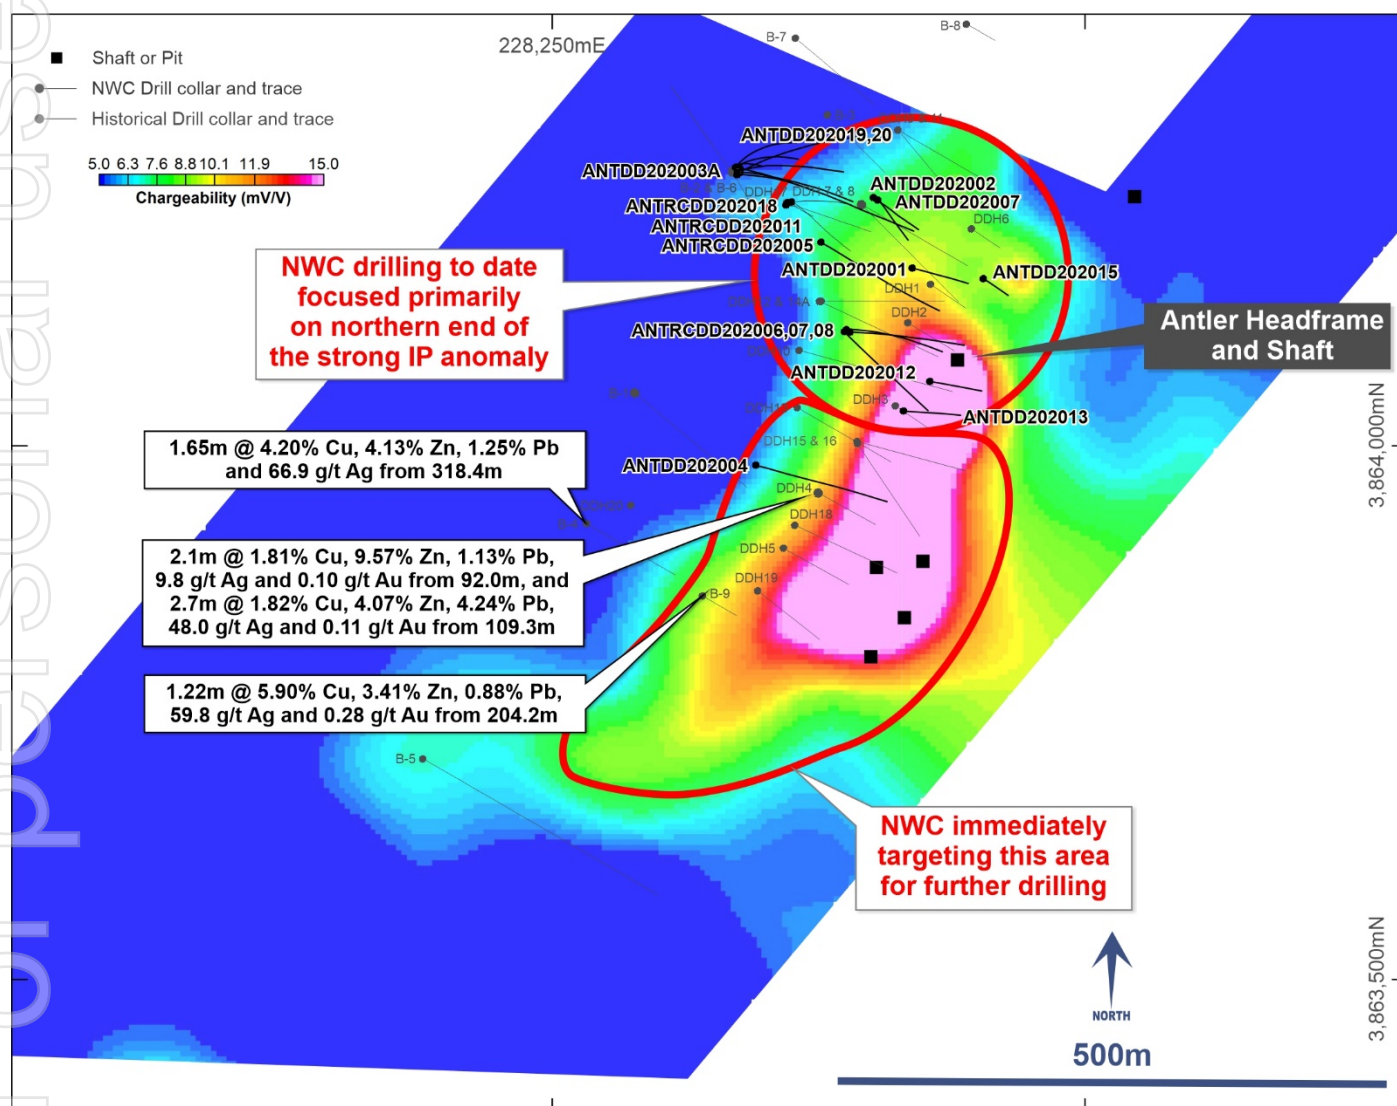 For personal use
228,250mE
B-7
B-8
Shaft or Pit
NWC Drill collar and trace
Historical Drill collar and trace
5.0 6.3 7.6 8.8 10.1 11.9 15.0
Chargeability (mV/V)
ANTDD202019,20
ANTDD202003A
ANTDD202002
ANTRCDD202018
ANTDD202007
DDH 7 & 8
DDH6
ANTRCDD202011
ANTRCDD202005
ANTDD202001
ANTDD202015
DDH1
DDH2
NWC drilling to date
focused primarily
on northern end of
the strong IP anomaly
Antler Headframe
and Shaft
ANTRCDD202006,07,08
ANTDD202012
DDH3
ANTDD202013
DDH15 & 16
3,864,000mN
1.65m @ 4.20% Cu, 4.13% Zn, 1.25% Pb
and 66.9 g/t Ag from 318.4m
ANTDD202004
DDH4
DDH18
DDH5
DDH19
B-9
2.1m @ 1.81% Cu, 9.57% Zn, 1.13% Pb,
9.8 g/t Ag and 0.10 g/t Au from 92.0m, and
2.7m @ 1.82% Cu, 4.07% Zn, 4.24% Pb,
48.0 g/t Ag and 0.11 g/t Au from 109.3m
1.22m @ 5.90% Cu, 3.41% Zn, 0.88% Pb,
59.8 g/t Ag and 0.28 g/t Au from 204.2m
B-5
NWC immediately
targeting this area
for further drilling
3,863,500mN
NORTH
500m